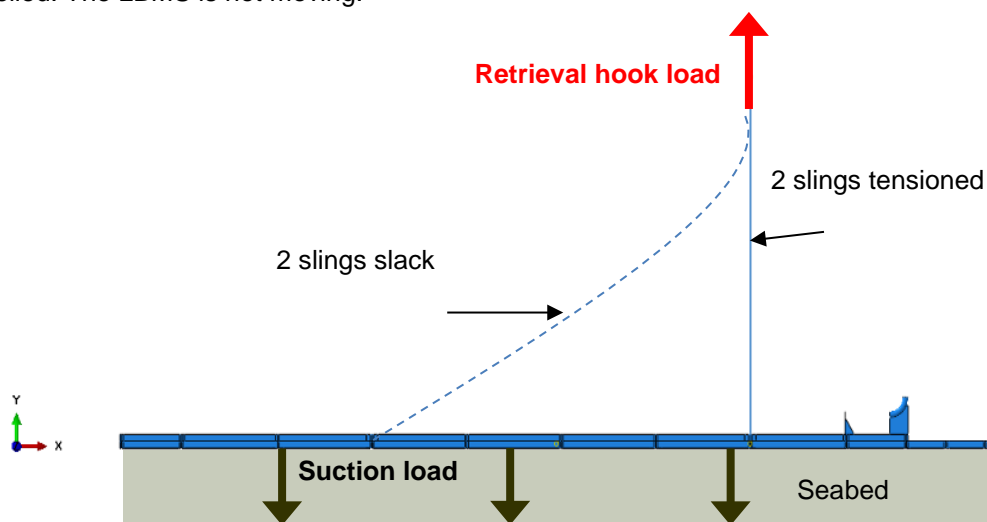 Retrieval hook load
2 slings tensioned
2 slings slack
Y
X
Suction load
Seabed